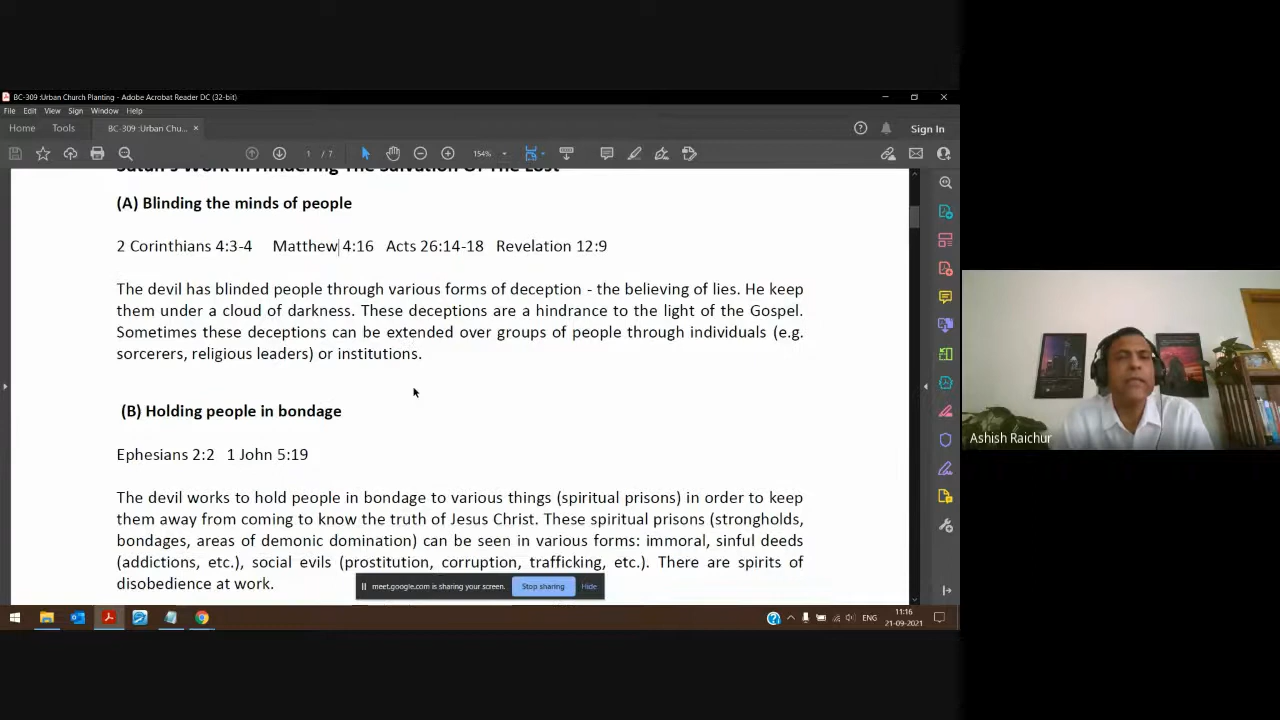 BC-309 :Urban Church Planting - Adobe Acrobat Reader DC (32-bit)
File Edit View Sign Window Help
Home Tools BC-309 :Urban Chu... × Sign In
1 / 7 154%
Satan's Work in Hindering The Salvation Of The Lost
(A) Blinding the minds of people
2 Corinthians 4:3-4 Matthew 4:16 Acts 26:14-18 Revelation 12:9
The devil has blinded people through various forms of deception - the believing of lies. He keep
them under a cloud of darkness. These deceptions are a hindrance to the light of the Gospel.
Sometimes these deceptions can be extended over groups of people through individuals (e.g.
sorcerers, religious leaders) or institutions.
(B) Holding people in bondage
Ephesians 2:2 1 John 5:19
The devil works to hold people in bondage to various things (spiritual prisons) in order to keep
them away from coming to know the truth of Jesus Christ. These spiritual prisons (strongholds,
bondages, areas of demonic domination) can be seen in various forms: immoral, sinful deeds
(addictions, etc.), social evils (prostitution, corruption, trafficking, etc.). There are spirits of
disobedience at work.
meet.google.com is sharing your screen. Stop sharing Hide
ENG 11:16
21-09-2021
Ashish Raichur